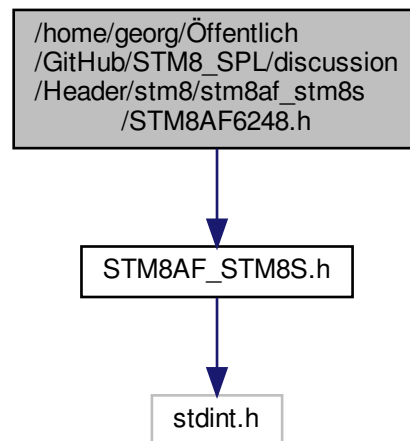 /home/georg/Öffentlich
/GitHub/STM8_SPL/discussion
/Header/stm8/stm8af_stm8s
/STM8AF6248.h
STM8AF_STM8S.h
stdint.h